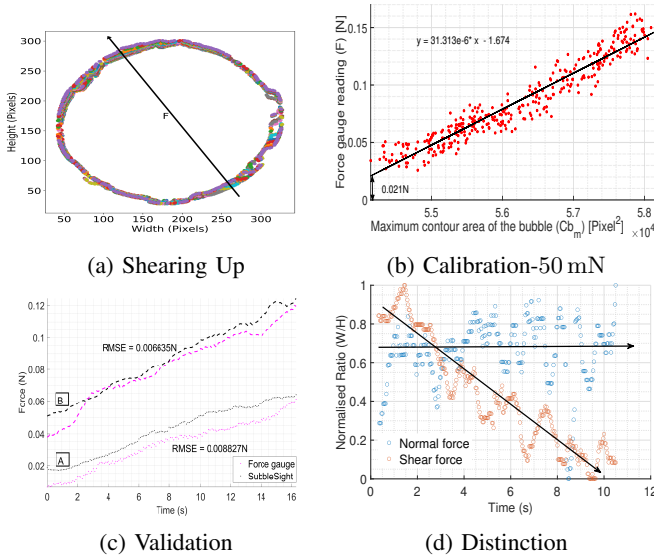 300
250
200
150
100
50
Height (Pixels)
F
50 100 150 200 250 300
Width (Pixels)
(a) Shearing Up
y = 31.313e-6* x - 1.674
0.15
0.1
0.05
0
Force gauge reading (F) [N]
0.021N
5.5 5.6 5.7 5.8
Maximum contour area of the bubble (Cb_m) [Pixel^2] ×10^4
(b) Calibration-50 mN
0.12
0.1
0.08
0.06
0.04
0.02
Force (N)
RMSE = 0.006635N
B
A
RMSE = 0.008827N
Force gauge
SubbleSight
0 2 4 6 8 10 12 14 16
Time (s)
(c) Validation
1
0.8
0.6
0.4
0.2
0
Normalised Ratio (W/H)
Normal force
Shear force
0 2 4 6 8 10 12
Time (s)
(d) Distinction